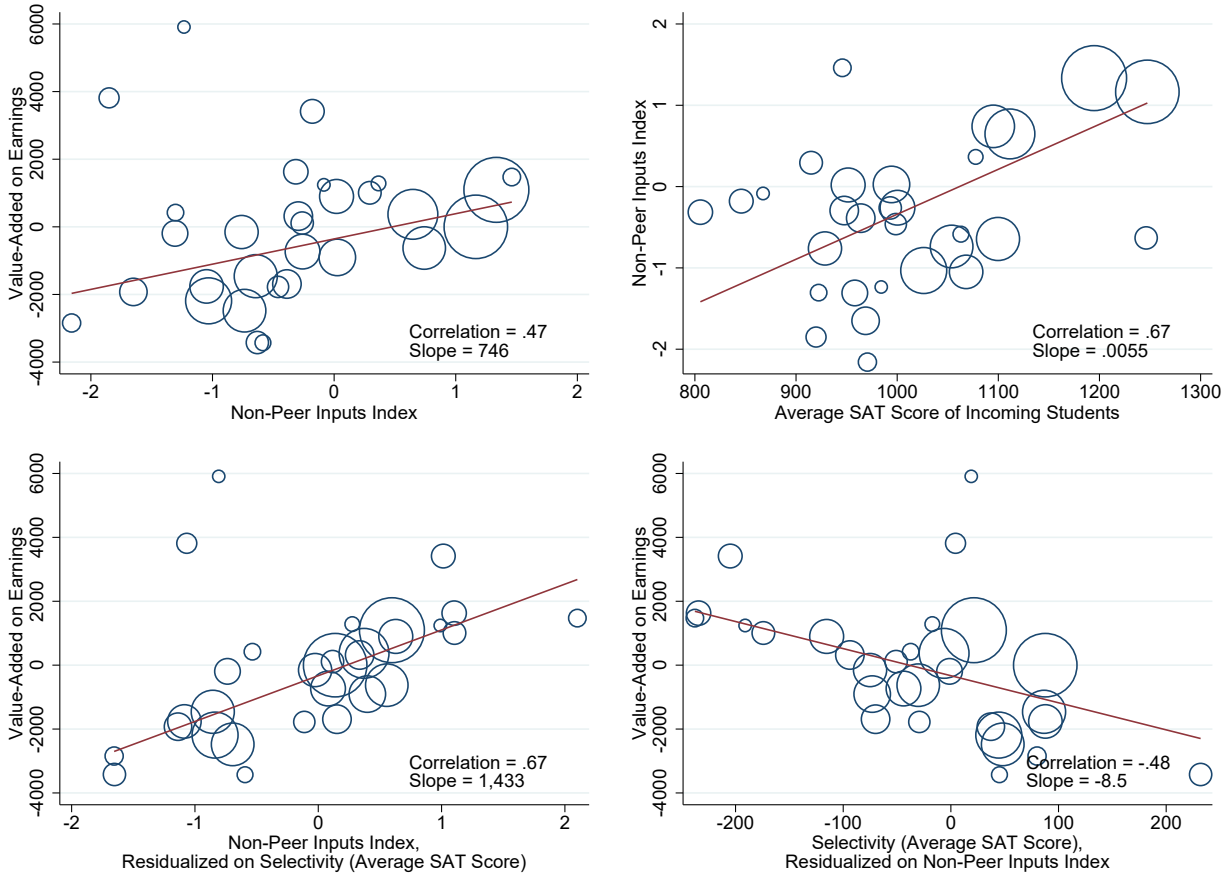 Value-Added on Earnings
6000
4000
2000
0
-2000
-4000
Correlation = .47
Slope = 746
-2 -1 0 1 2
Non-Peer Inputs Index
Non-Peer Inputs Index
2
1
0
-1
-2
Correlation = .67
Slope = .0055
800 900 1000 1100 1200 1300
Average SAT Score of Incoming Students
Value-Added on Earnings
6000
4000
2000
0
-2000
-4000
Correlation = .67
Slope = 1,433
-2 -1 0 1 2
Non-Peer Inputs Index,
Residualized on Selectivity (Average SAT Score)
Value-Added on Earnings
6000
4000
2000
0
-2000
-4000
Correlation = -.48
Slope = -8.5
-200 -100 0 100 200
Selectivity (Average SAT Score),
Residualized on Non-Peer Inputs Index